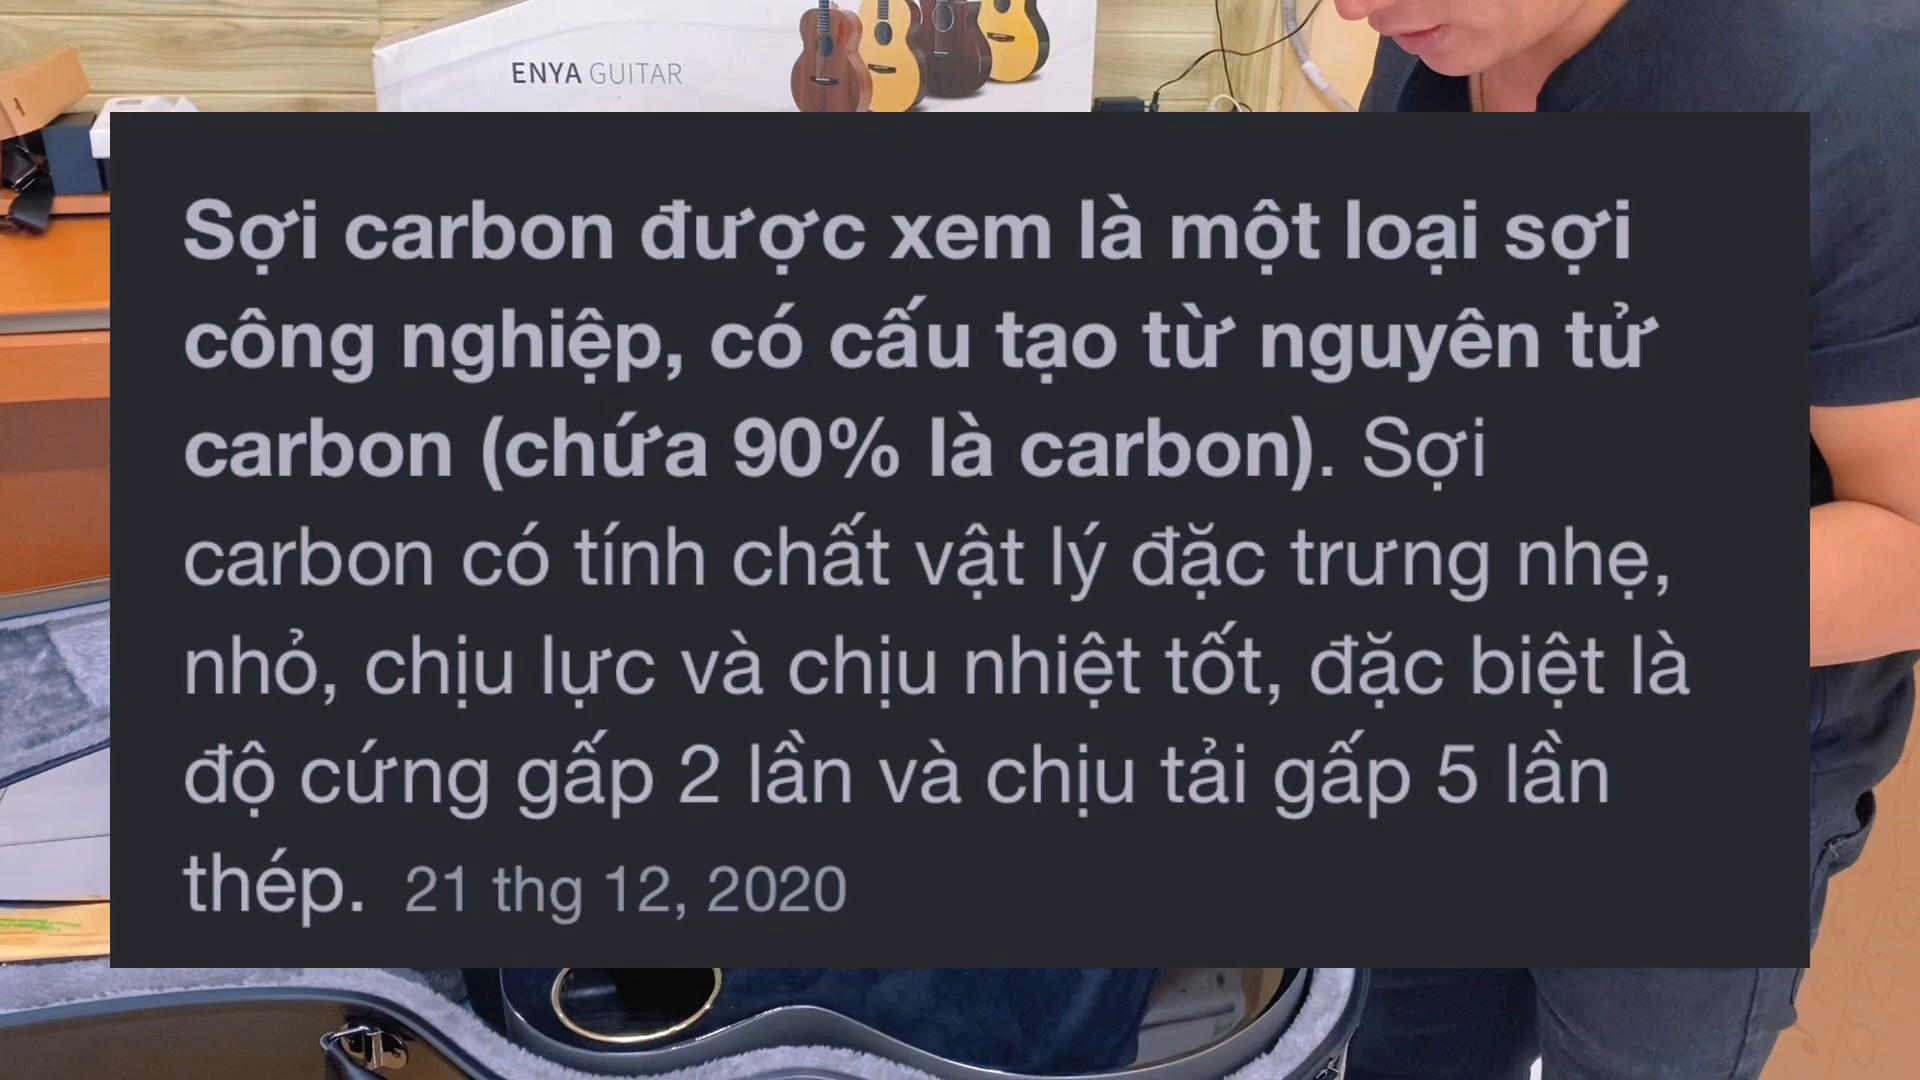 ENYA GUITAR
Sợi carbon được xem là một loại sợi
công nghiệp, có cấu tạo từ nguyên tử
carbon (chứa 90% là carbon). Sợi
carbon có tính chất vật lý đặc trưng nhẹ,
nhỏ, chịu lực và chịu nhiệt tốt, đặc biệt là
độ cứng gấp 2 lần và chịu tải gấp 5 lần
thép. 21 thg 12, 2020